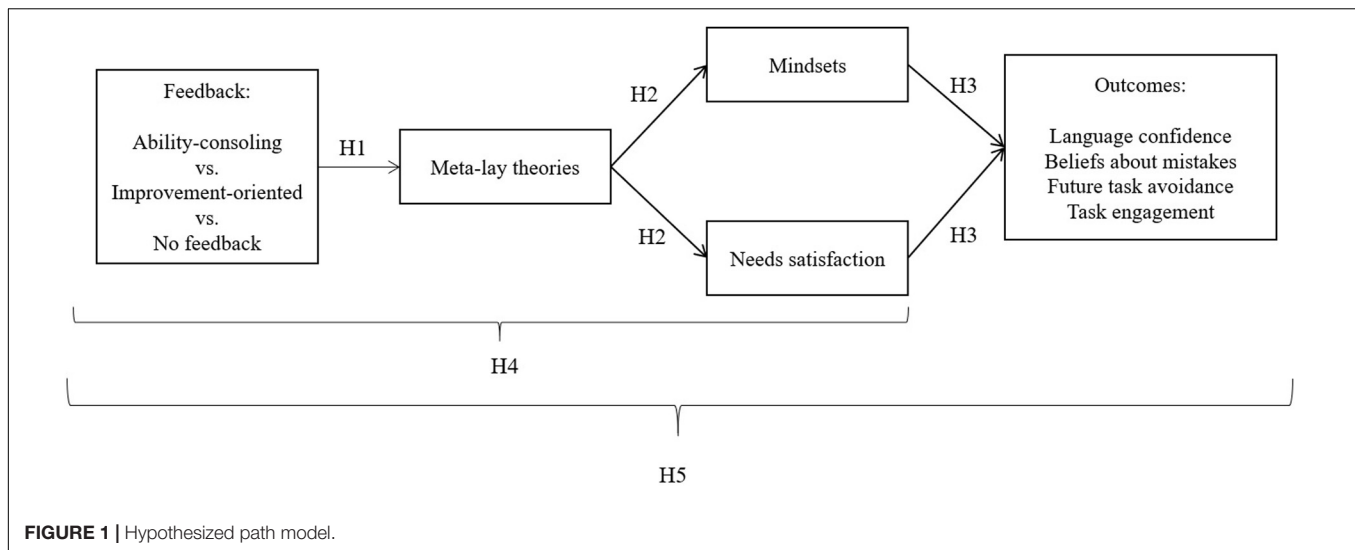 Feedback:
Ability-consoling
vs.
Improvement-oriented
vs.
No feedback
H1
Meta-lay theories
H2
H2
Mindsets
Needs satisfaction
H3
H3
Outcomes:
Language confidence
Beliefs about mistakes
Future task avoidance
Task engagement
H4
H5
FIGURE 1 | Hypothesized path model.